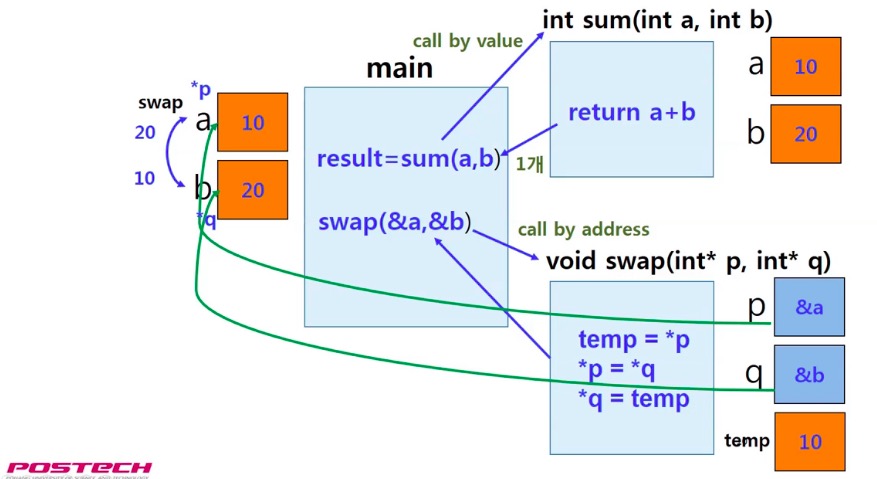 int sum(int a, int b)
call by value
main
a
10
return a+b
b
20
*p
swap
a
10
20
10
b
20
*q
result=sum(a,b)
1개
swap(&a,&b)
call by address
void swap(int* p, int* q)
p
&a
temp = *p
*p = *q
*q = temp
q
&b
temp
10
POSTECH